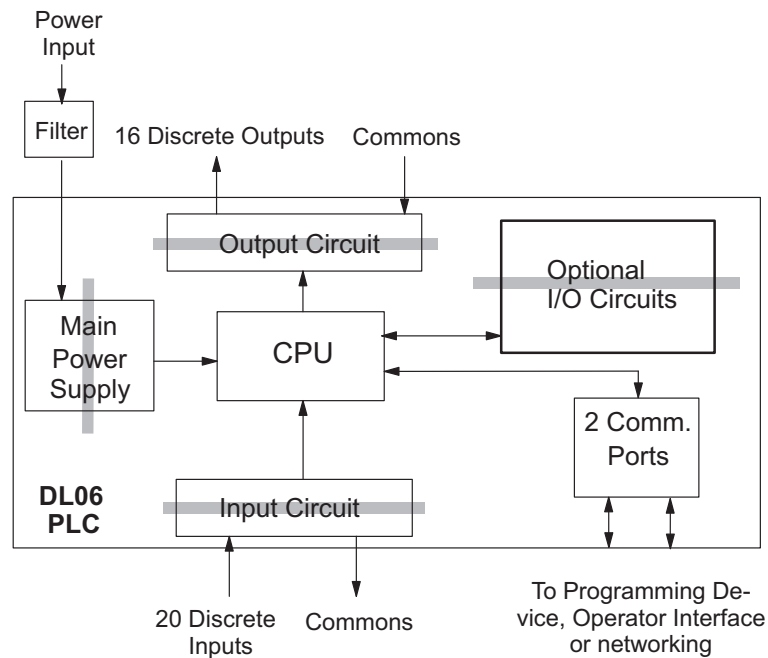 Power
Input
Filter
16 Discrete Outputs
Commons
Output Circuit
Optional
I/O Circuits
Main
Power
Supply
CPU
2 Comm.
Ports
DL06
PLC
Input Circuit
20 Discrete
Inputs
Commons
To Programming De-
vice, Operator Interface
or networking